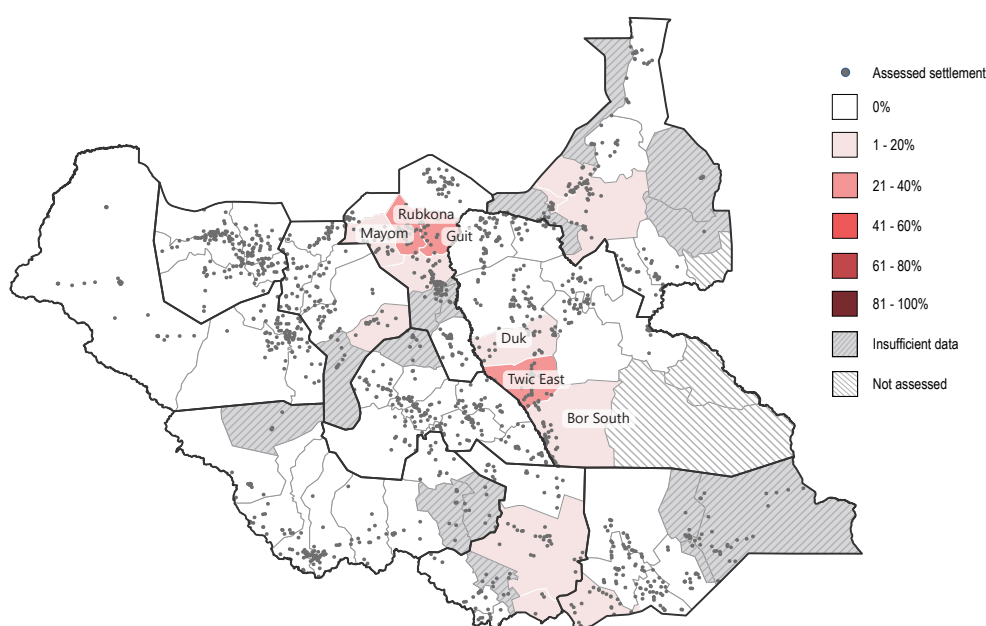 Assessed settlement
0%
1 - 20%
21 - 40%
41 - 60%
61 - 80%
81 - 100%
Insufficient data
Not assessed
Rubkona
Mayom
Guit
Duk
Twic East
Bor South